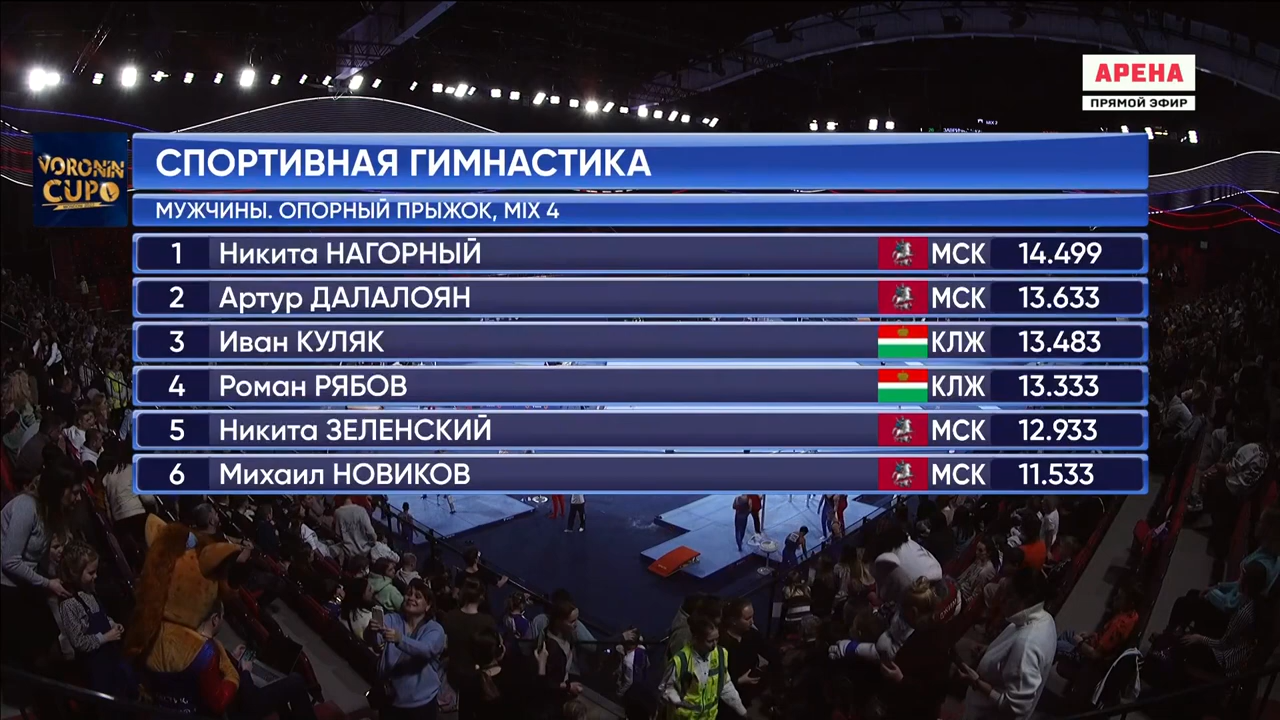 АРЕНА
ПРЯМОЙ ЭФИР
VORONIN
CUP
СПОРТИВНАЯ ГИМНАСТИКА
МУЖЧИНЫ. ОПОРНЫЙ ПРЫЖОК, MIX 4
1 Никита НАГОРНЫЙ МСК 14.499
2 Артур ДАЛАЛОЯН МСК 13.633
3 Иван КУЛЯК КЛЖ 13.483
4 Роман РЯБОВ КЛЖ 13.333
5 Никита ЗЕЛЕНСКИЙ МСК 12.933
6 Михаил НОВИКОВ МСК 11.533